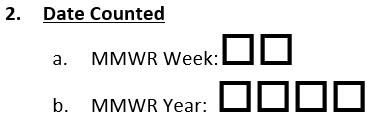 2. Date Counted
a. MMWR Week:
b. MMWR Year: